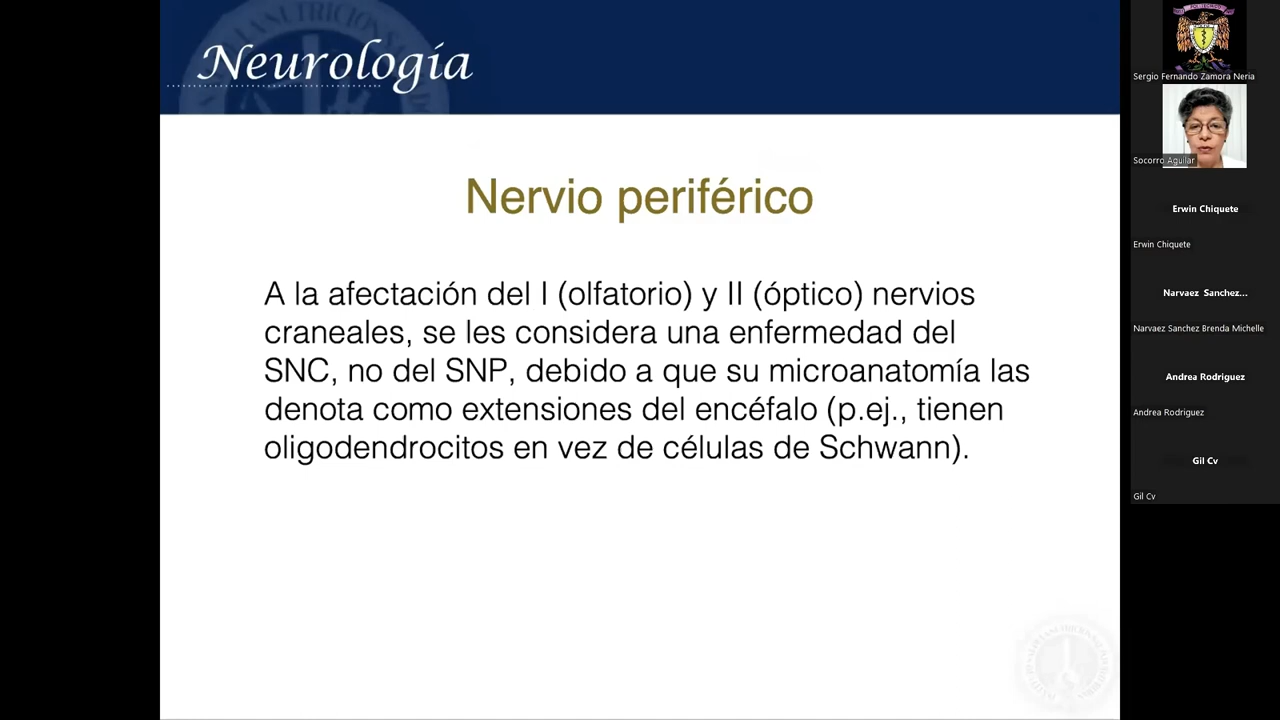 Neurología
Nervio periférico
A la afectación del I (olfatorio) y II (óptico) nervios
craneales, se les considera una enfermedad del
SNC, no del SNP, debido a que su microanatomía las
denota como extensiones del encéfalo (p.ej., tienen
oligodendrocitos en vez de células de Schwann).
Sergio Fernando Zamora Neria
Socorro Aguilar
Erwin Chiquete
Erwin Chiquete
Narvaez Sanchez...
Narvaez Sanchez Brenda Michelle
Andrea Rodriguez
Andrea Rodriguez
Gil Cv
Gil Cv